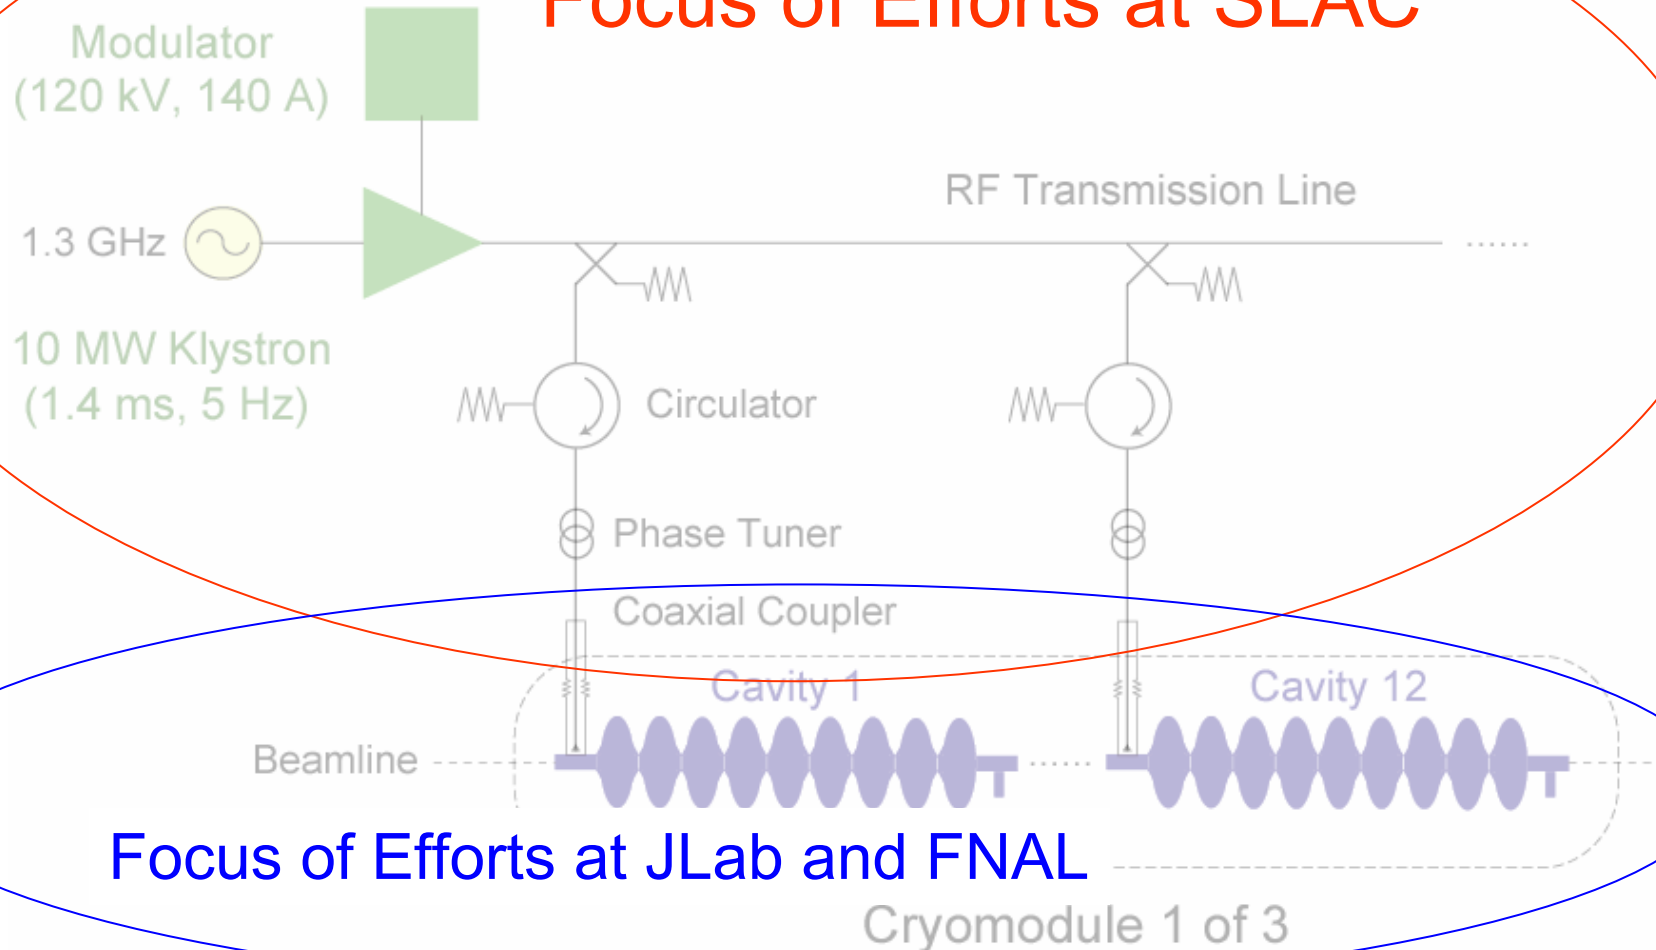 Focus of Efforts at SLAC
Modulator
(120 kV, 140 A)
RF Transmission Line
1.3 GHz
......
10 MW Klystron
(1.4 ms, 5 Hz)
Circulator
Phase Tuner
Coaxial Coupler
Cavity 1
Cavity 12
Beamline
......
Focus of Efforts at JLab and FNAL
Cryomodule 1 of 3